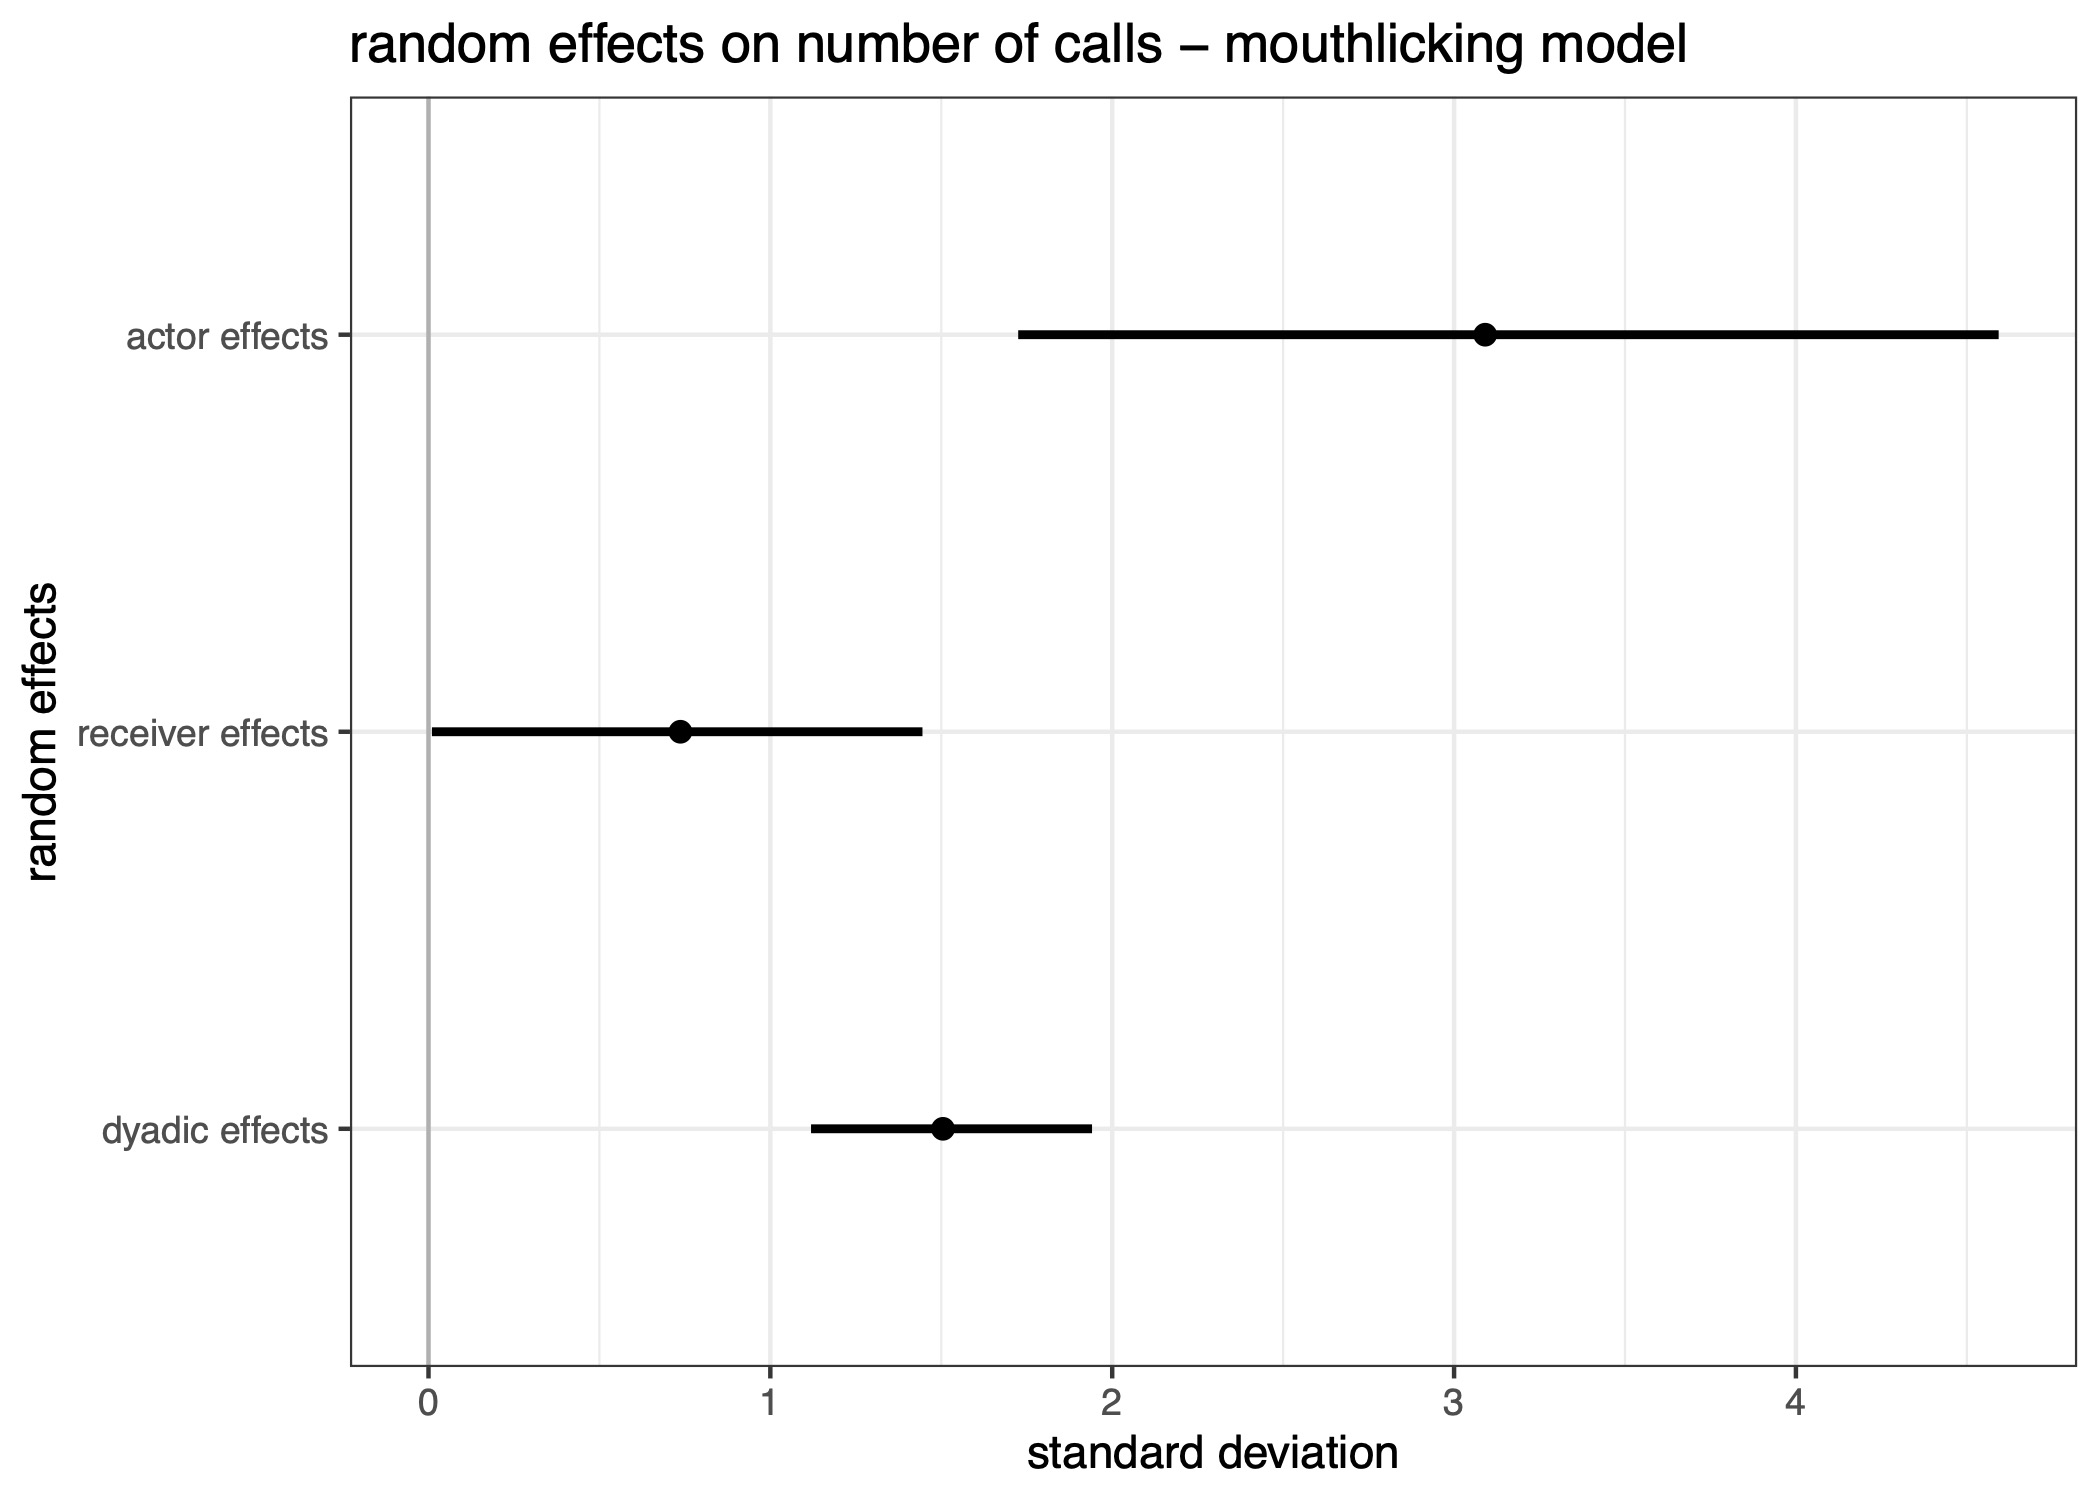 random effects on number of calls – mouthlicking model
random effects
actor effects
receiver effects
dyadic effects
0 1 2 3 4
standard deviation